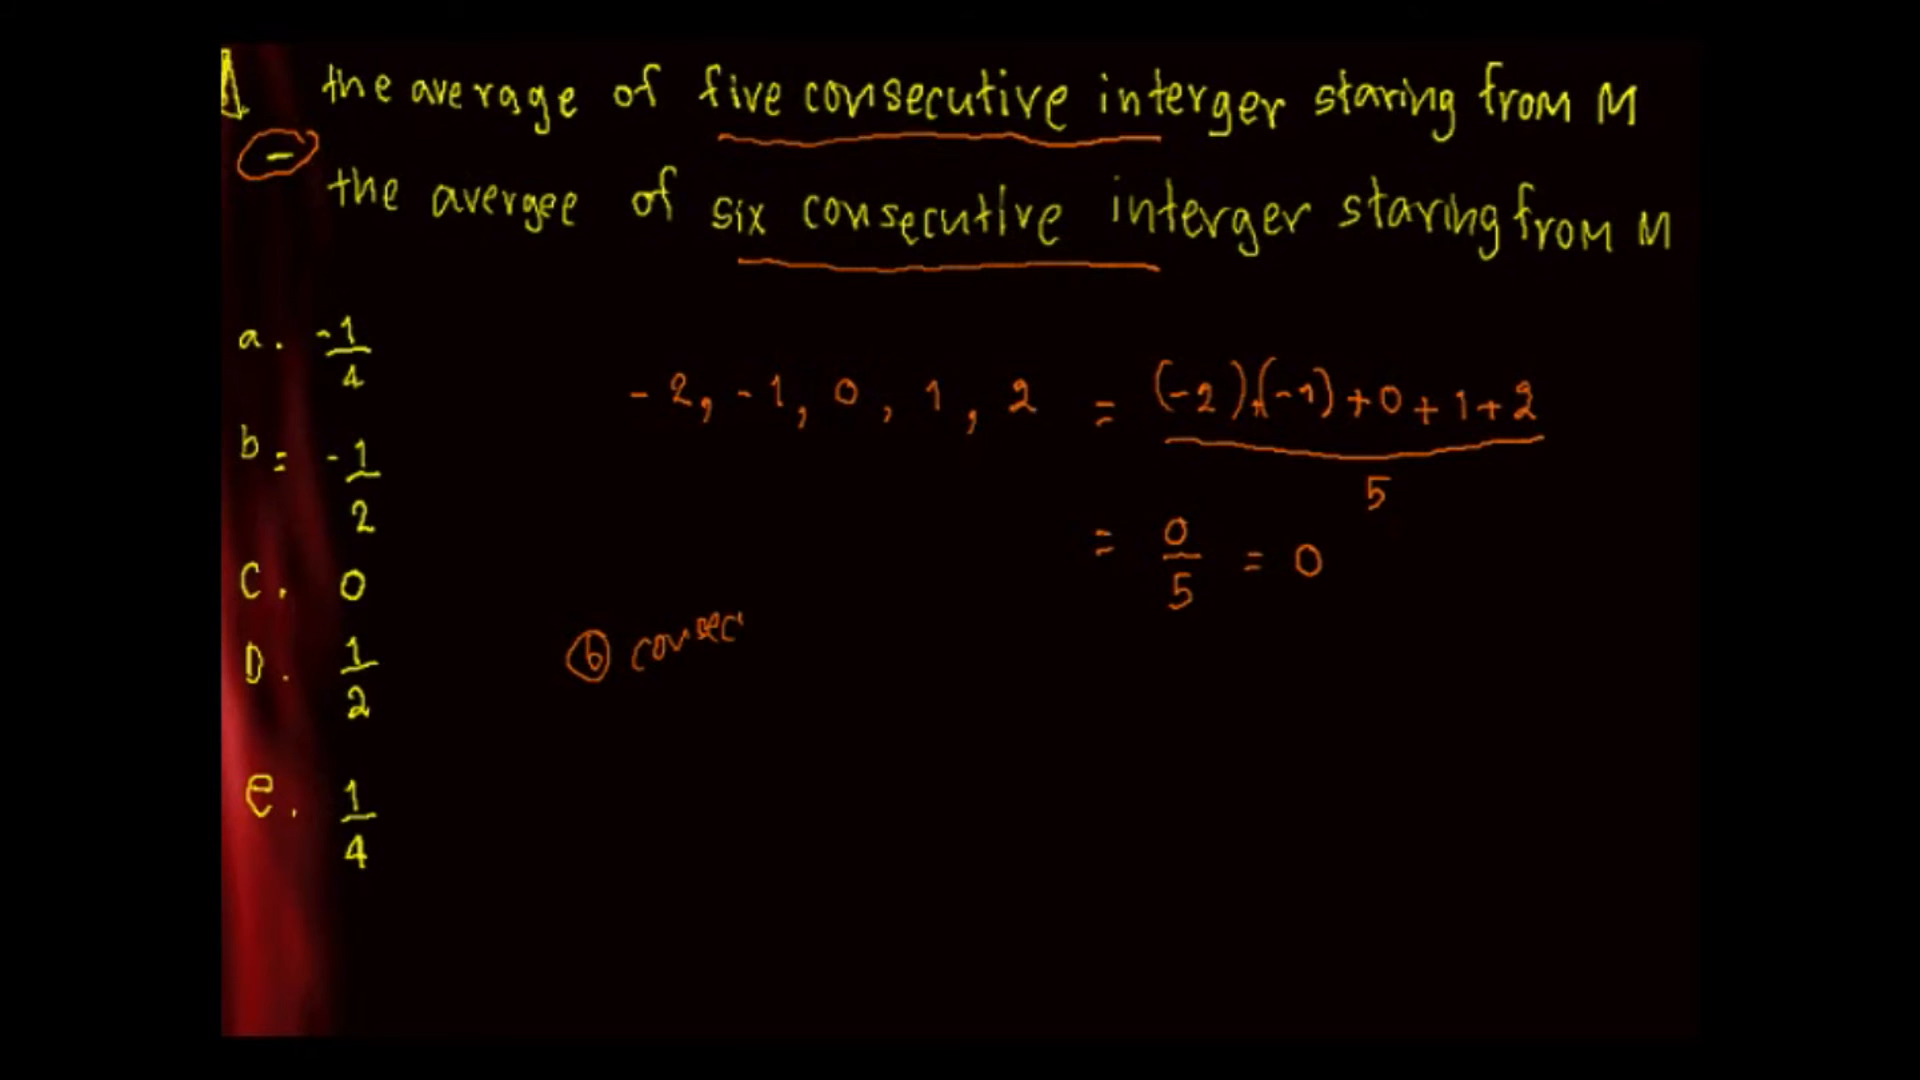 the average of five consecutive interger staring from M
-
the avergee of six consecutive interger staring from M
a. -1/4
-2, -1, 0, 1, 2 = (-2)+(-1)+0+1+2
5
b = -1/2
= 0/5 = 0
c. 0
⑥ consec
D. 1/2
e. 1/4